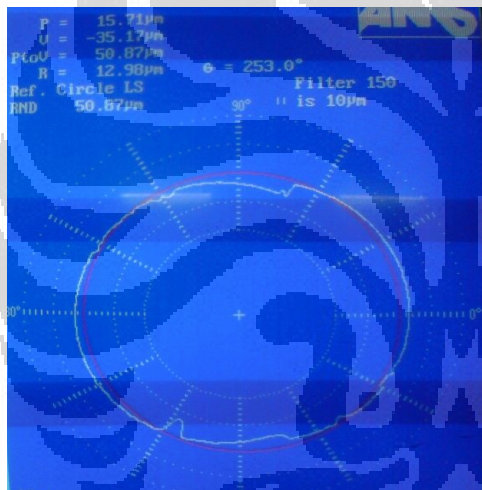 P = 15.71µm
V = -35.17µm
PtoV = 50.87µm
R = 12.98µm
Ref. Circle LS
RND 50.87µm
= 253.0°
Filter 150
is 10µm
90°
0°